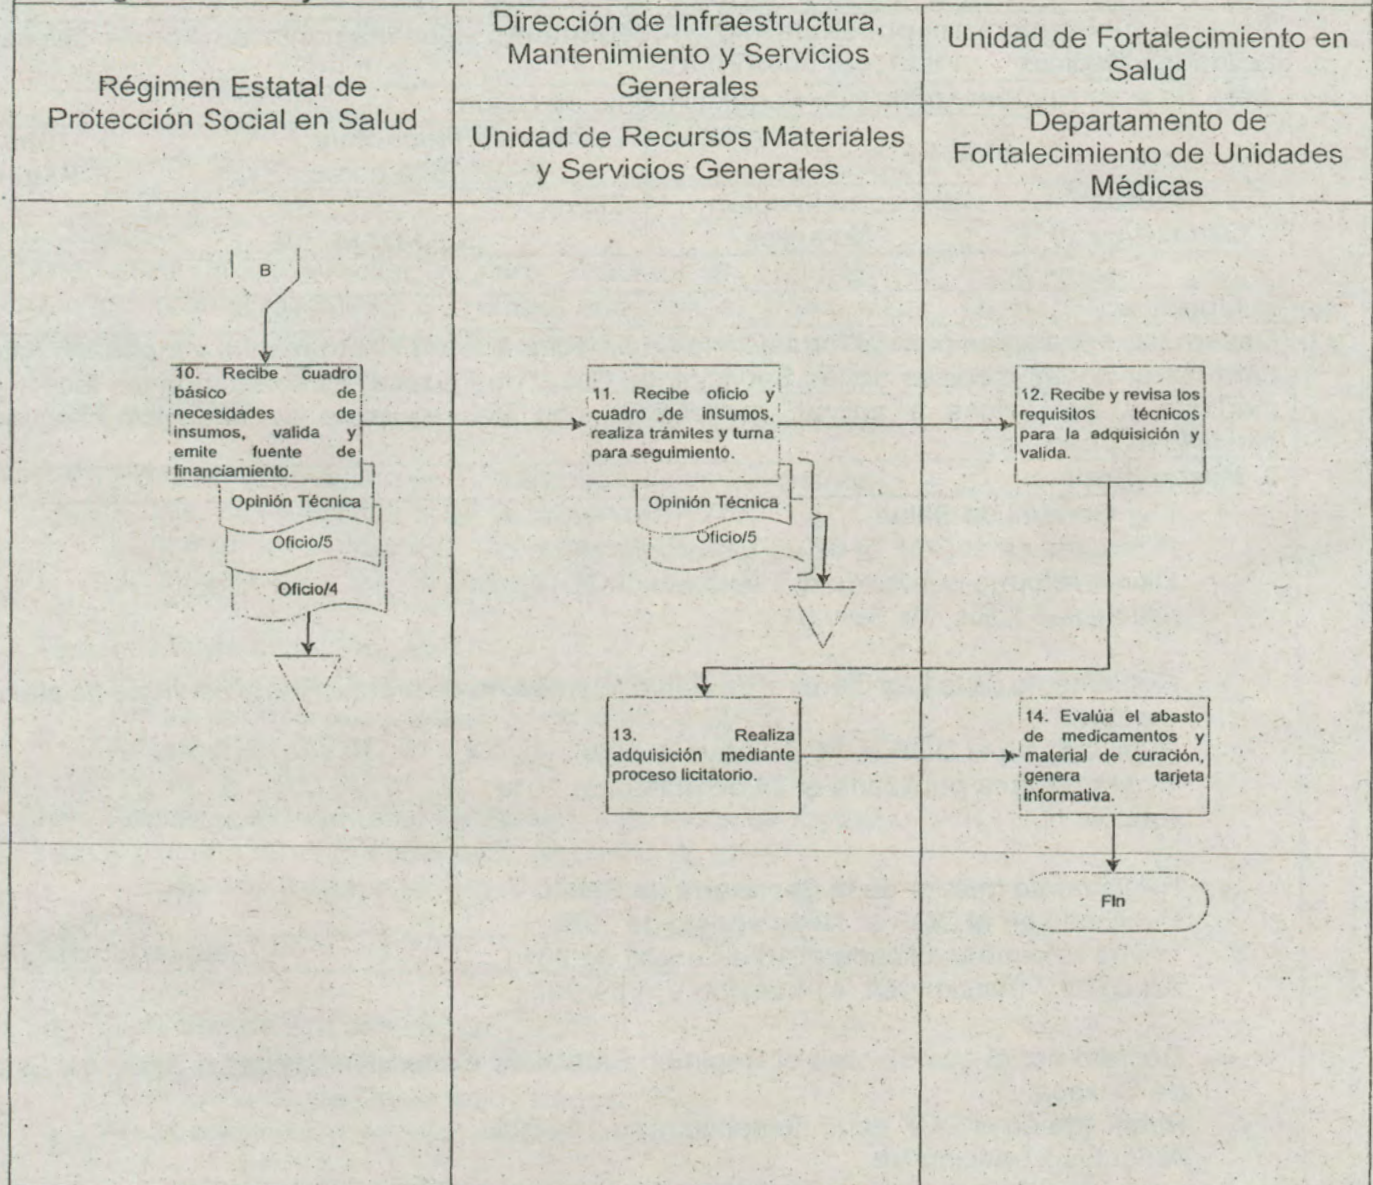 Régimen Estatal de
Protección Social en Salud
Dirección de Infraestructura,
Mantenimiento y Servicios
Generales
Unidad de Recursos Materiales
y Servicios Generales
Unidad de Fortalecimiento en
Salud
Departamento de
Fortalecimiento de Unidades
Médicas
B
10. Recibe cuadro
básico de
necesidades de
insumos, valida y
emite fuente de
financiamiento.
Opinión Técnica
Oficio/5
Oficio/4
11. Recibe oficio y
cuadro de insumos,
realiza trámites y turna
para seguimiento.
Opinión Técnica
Oficio/5
12. Recibe y revisa los
requisitos técnicos
para la adquisición y
valida.
13. Realiza
adquisición mediante
proceso licitatorio.
14. Evalúa el abasto
de medicamentos y
material de curación,
genera tarjeta
informativa.
Fin